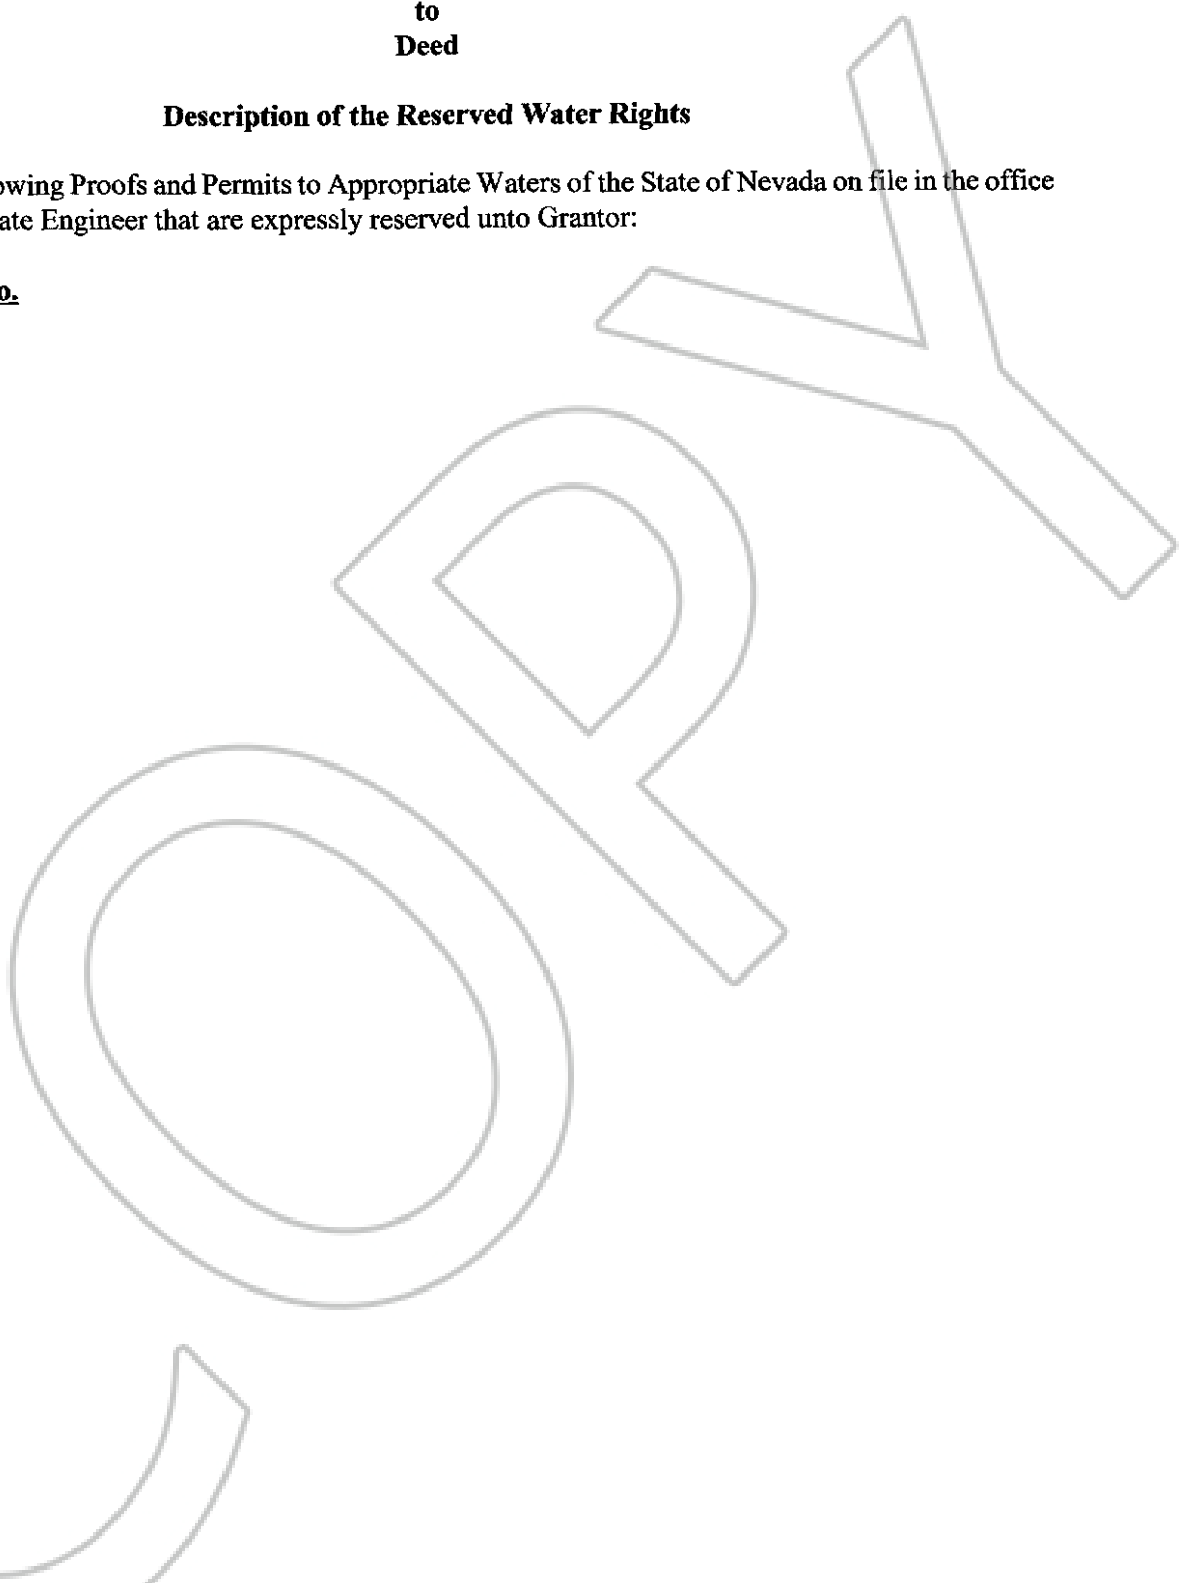 to
Deed
Description of the Reserved Water Rights
owing Proofs and Permits to Appropriate Waters of the State of Nevada on file in the office
ate Engineer that are expressly reserved unto Grantor:
o.
COPY